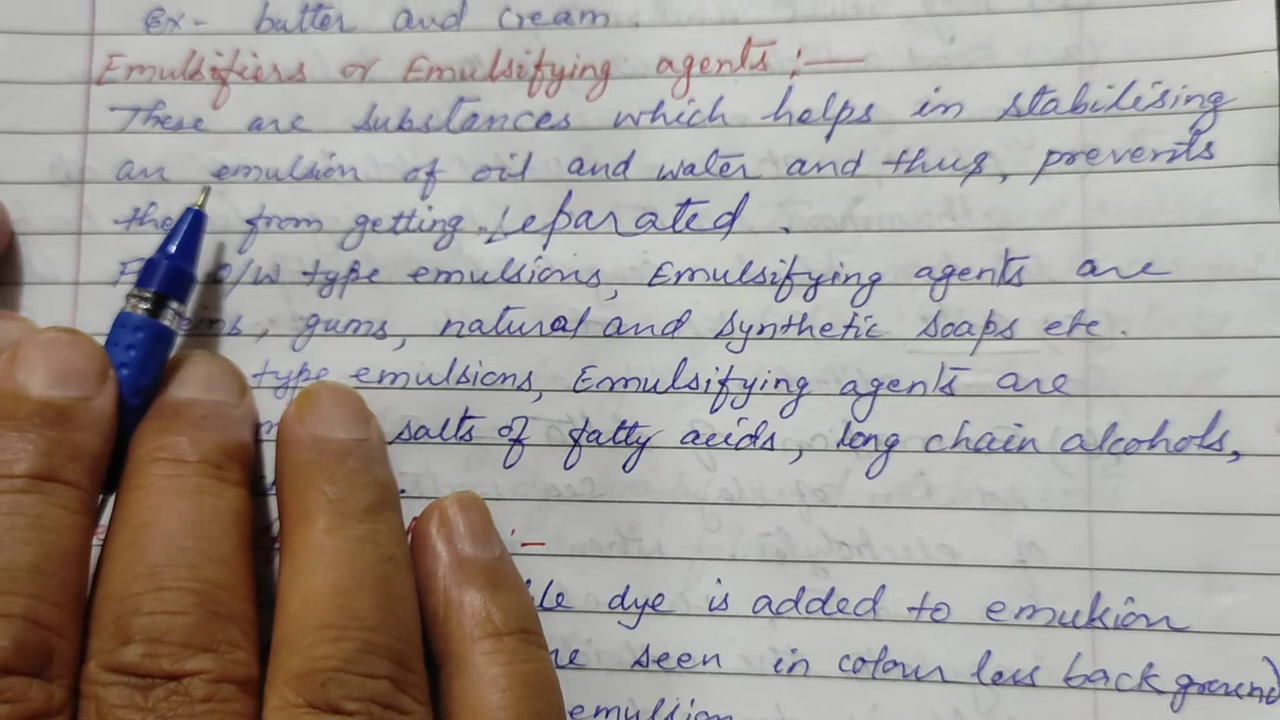 Ex- butter and cream.
Emulsifiers or Emulsifying agents :—
These are substances which helps in stabilising
an emulsion of oil and water and thus, prevents
from getting separated.
O/W type emulsions, Emulsifying agents are
gums, natural and synthetic soaps etc.
type emulsions, Emulsifying agents are
salts of fatty acids, long chain alcohols,
:-
dye is added to emulsion
seen in colour less background
emulsion